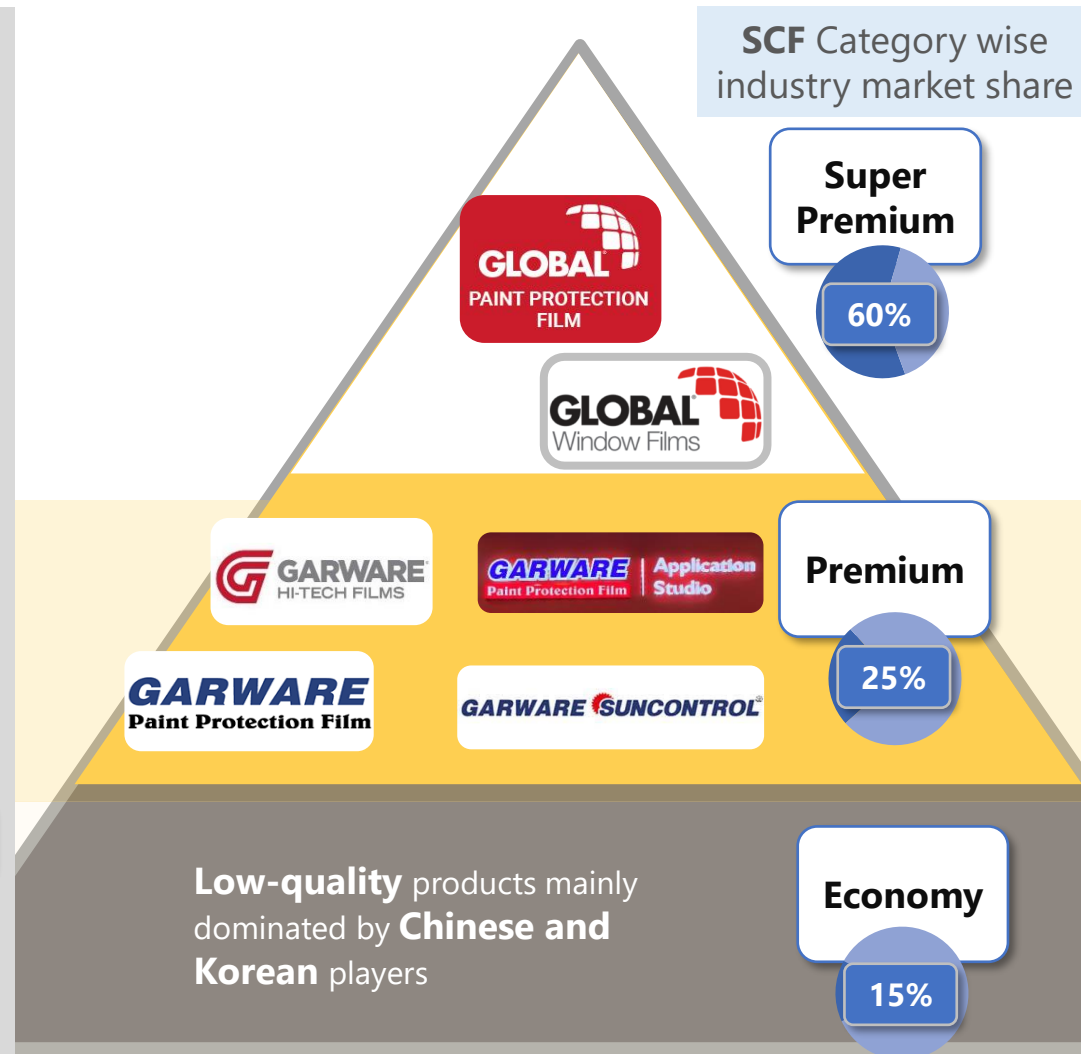 SCF Category wise
industry market share
Super
Premium
60%
GLOBAL
PAINT PROTECTION
FILM
GLOBAL
Window Films
Premium
25%
GARWARE
HI-TECH FILMS
GARWARE
Paint Protection Film
Application
Studio
GARWARE
Paint Protection Film
GARWARE SUNCONTROL®
Low-quality products mainly
dominated by Chinese and
Korean players
Economy
15%